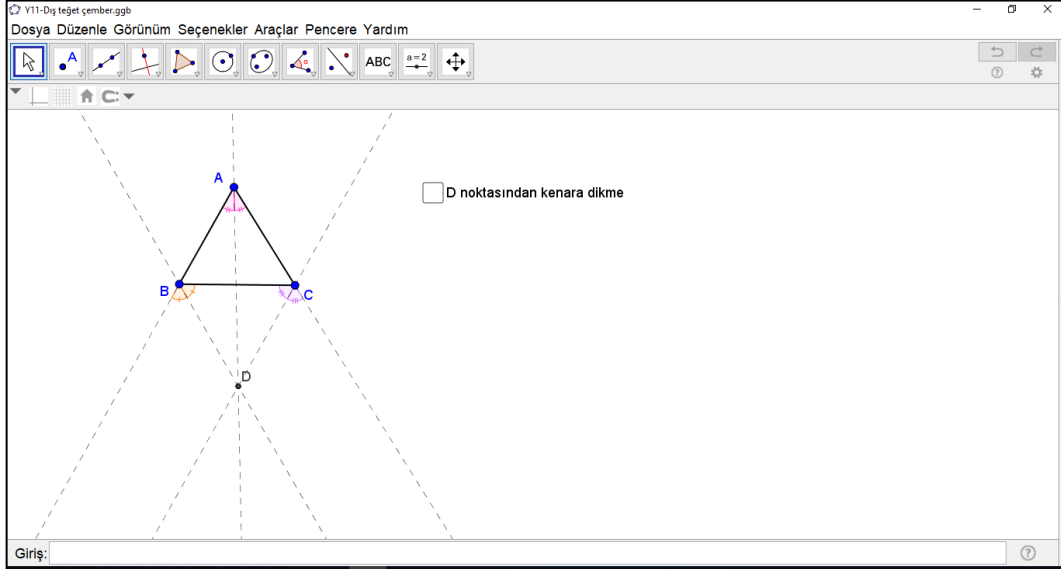 Y11-Dış teğet çember.ggb
Dosya Düzenle Görünüm Seçenekler Araçlar Pencere Yardım
A
ABC
a=2
α
A
D noktasından kenara dikme
B
C
D
Giriş: